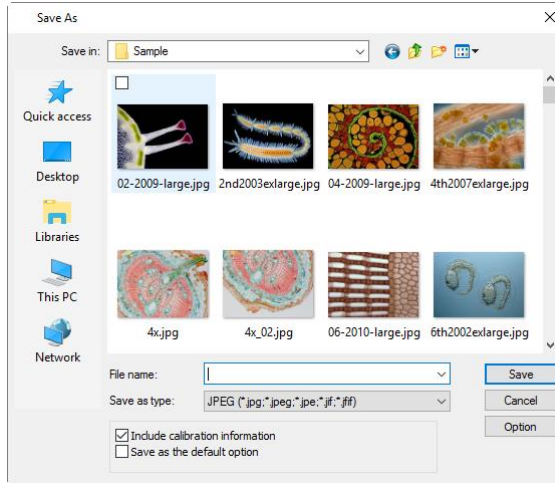 Save As
Save in: Sample
Quick access
Desktop
Libraries
This PC
Network
02-2009-large.jpg 2nd2003exlarge.jpg 04-2009-large.jpg 4th2007exlarge.jpg
4x.jpg 4x_02.jpg 06-2010-large.jpg 6th2002exlarge.jpg
File name: Save
Save as type: JPEG (*.jpg;*.jpeg;*.jpe;*.jif;*.jfif) Cancel
Option
Include calibration information
Save as the default option